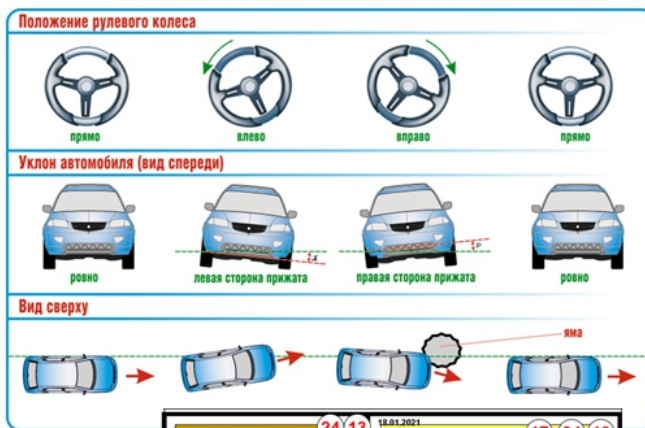 Положение рулевого колеса
прямо влево вправо прямо
Уклон автомобиля (вид спереди)
ровно левая сторона прижата правая сторона прижата ровно
Вид сверху
яма
24 13 18.01.2021